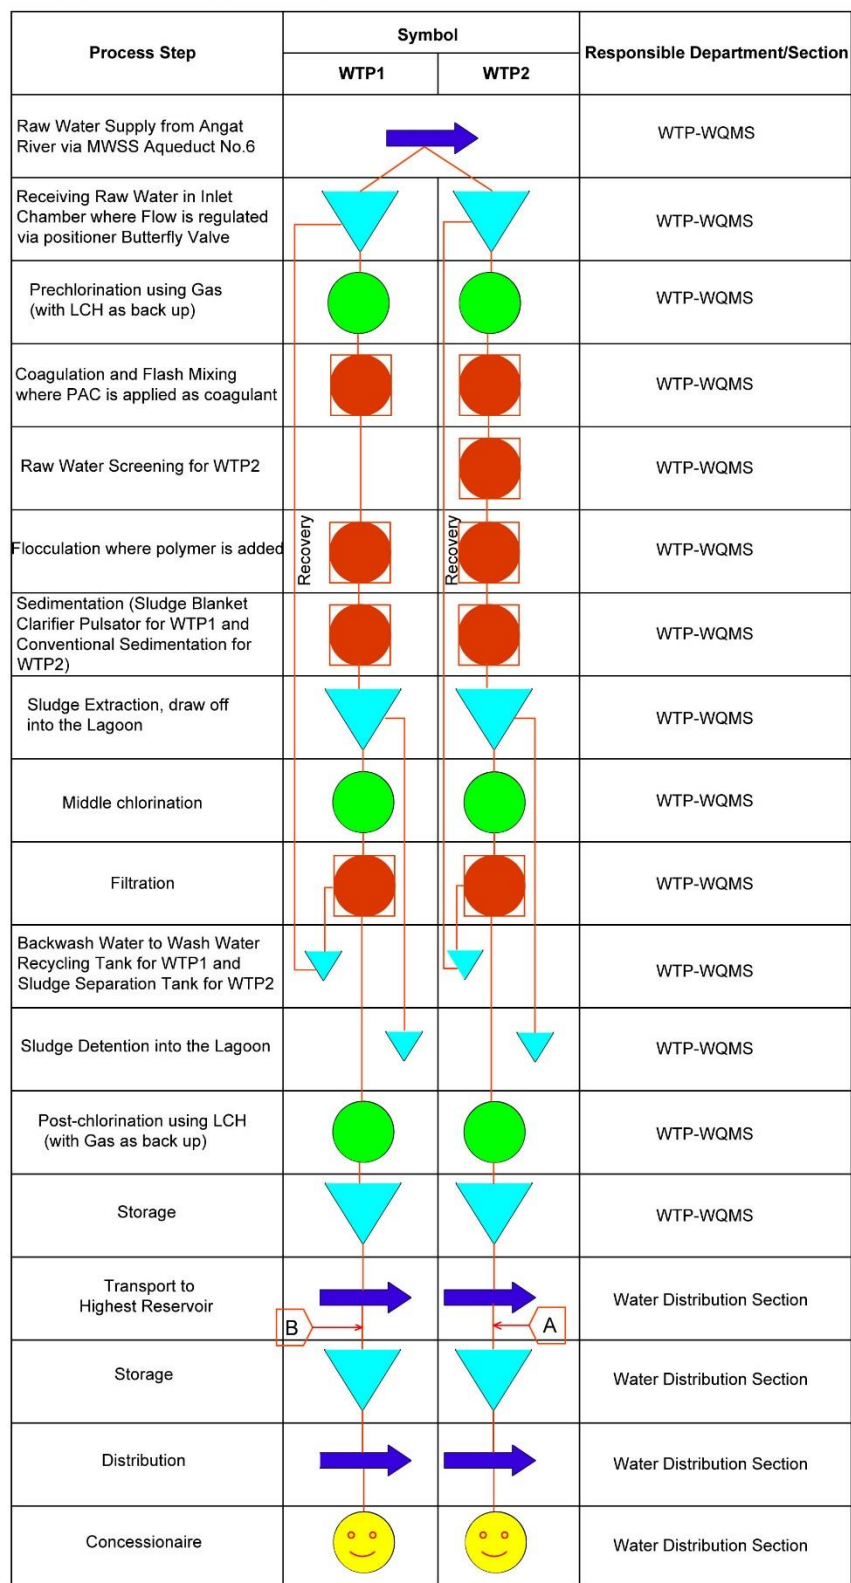 Process Step
Symbol
WTP1
WTP2
Responsible Department/Section
Raw Water Supply from Angat
River via MWSS Aqueduct No.6
WTP-WQMS
Receiving Raw Water in Inlet
Chamber where Flow is regulated
via positioner Butterfly Valve
WTP-WQMS
Prechlorination using Gas
(with LCH as back up)
WTP-WQMS
Coagulation and Flash Mixing
where PAC is applied as coagulant
WTP-WQMS
Raw Water Screening for WTP2
WTP-WQMS
Flocculation where polymer is added
Recovery
Recovery
WTP-WQMS
Sedimentation (Sludge Blanket
Clarifier Pulsator for WTP1 and
Conventional Sedimentation for
WTP2)
WTP-WQMS
Sludge Extraction, draw off
into the Lagoon
WTP-WQMS
Middle chlorination
WTP-WQMS
Filtration
WTP-WQMS
Backwash Water to Wash Water
Recycling Tank for WTP1 and
Sludge Separation Tank for WTP2
WTP-WQMS
Sludge Detention into the Lagoon
WTP-WQMS
Post-chlorination using LCH
(with Gas as back up)
WTP-WQMS
Storage
WTP-WQMS
Transport to
Highest Reservoir
B
A
Water Distribution Section
Storage
Water Distribution Section
Distribution
Water Distribution Section
Concessionaire
Water Distribution Section